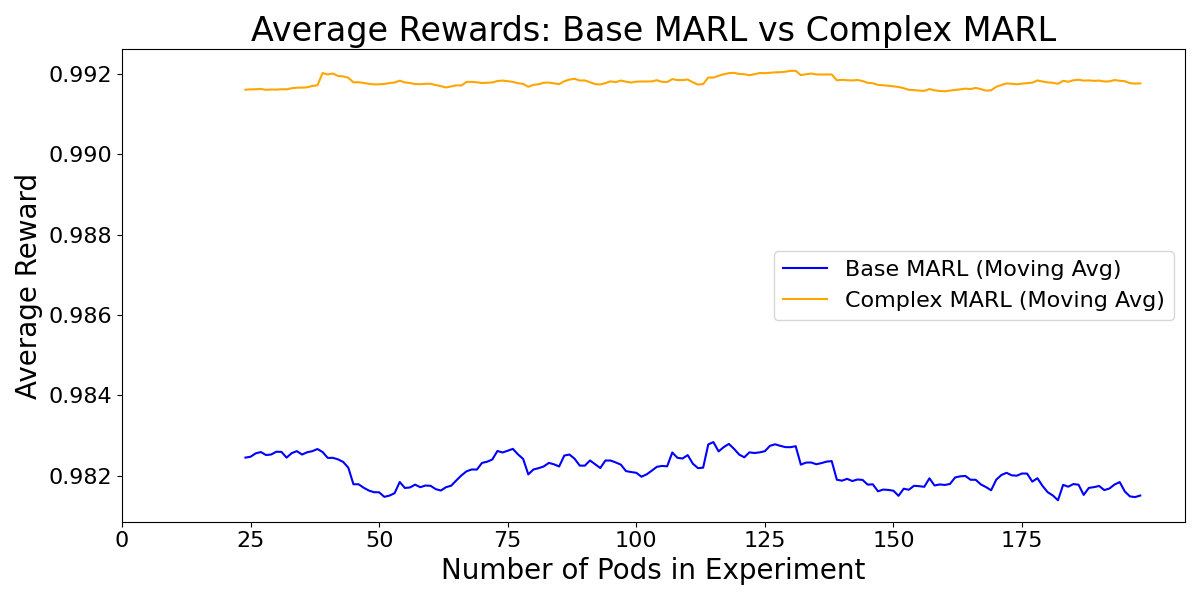 Average Rewards: Base MARL vs Complex MARL
0.992
0.990
0.988
0.986
0.984
0.982
Average Reward
Base MARL (Moving Avg)
Complex MARL (Moving Avg)
0 25 50 75 100 125 150 175
Number of Pods in Experiment